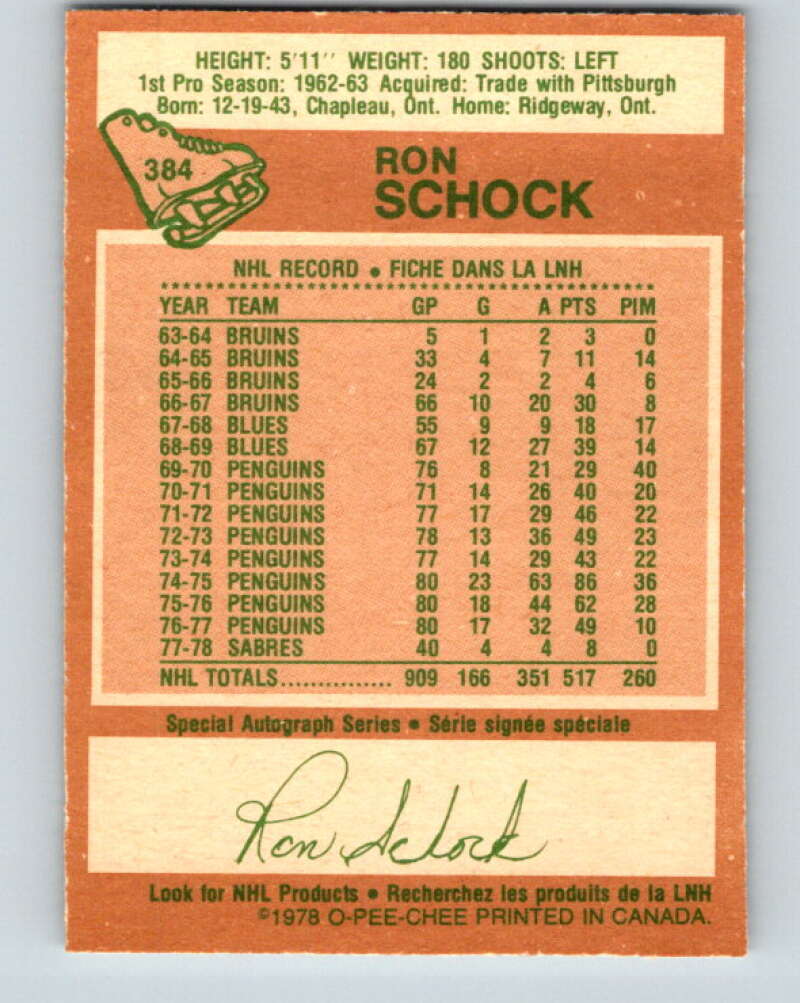 HEIGHT: 5'11" WEIGHT: 180 SHOOTS: LEFT
1st Pro Season: 1962-63 Acquired: Trade with Pittsburgh
Born: 12-19-43, Chapleau, Ont. Home: Ridgeway, Ont.
384
RON
SCHOCK
NHL RECORD • FICHE DANS LA LNH
YEAR TEAM GP G A PTS PIM
63-64 BRUINS 5 1 2 3 0
64-65 BRUINS 33 4 7 11 14
65-66 BRUINS 24 2 2 4 6
66-67 BRUINS 66 10 20 30 8
67-68 BLUES 55 9 9 18 17
68-69 BLUES 67 12 27 39 14
69-70 PENGUINS 76 8 21 29 40
70-71 PENGUINS 71 14 26 40 20
71-72 PENGUINS 77 17 29 46 22
72-73 PENGUINS 78 13 36 49 23
73-74 PENGUINS 77 14 29 43 22
74-75 PENGUINS 80 23 63 86 36
75-76 PENGUINS 80 18 44 62 28
76-77 PENGUINS 80 17 32 49 10
77-78 SABRES 40 4 4 8 0
NHL TOTALS............... 909 166 351 517 260
Special Autograph Series • Série signée spéciale
Ron Schock
Look for NHL Products • Recherchez les produits de la LNH
©1978 O-PEE-CHEE PRINTED IN CANADA.